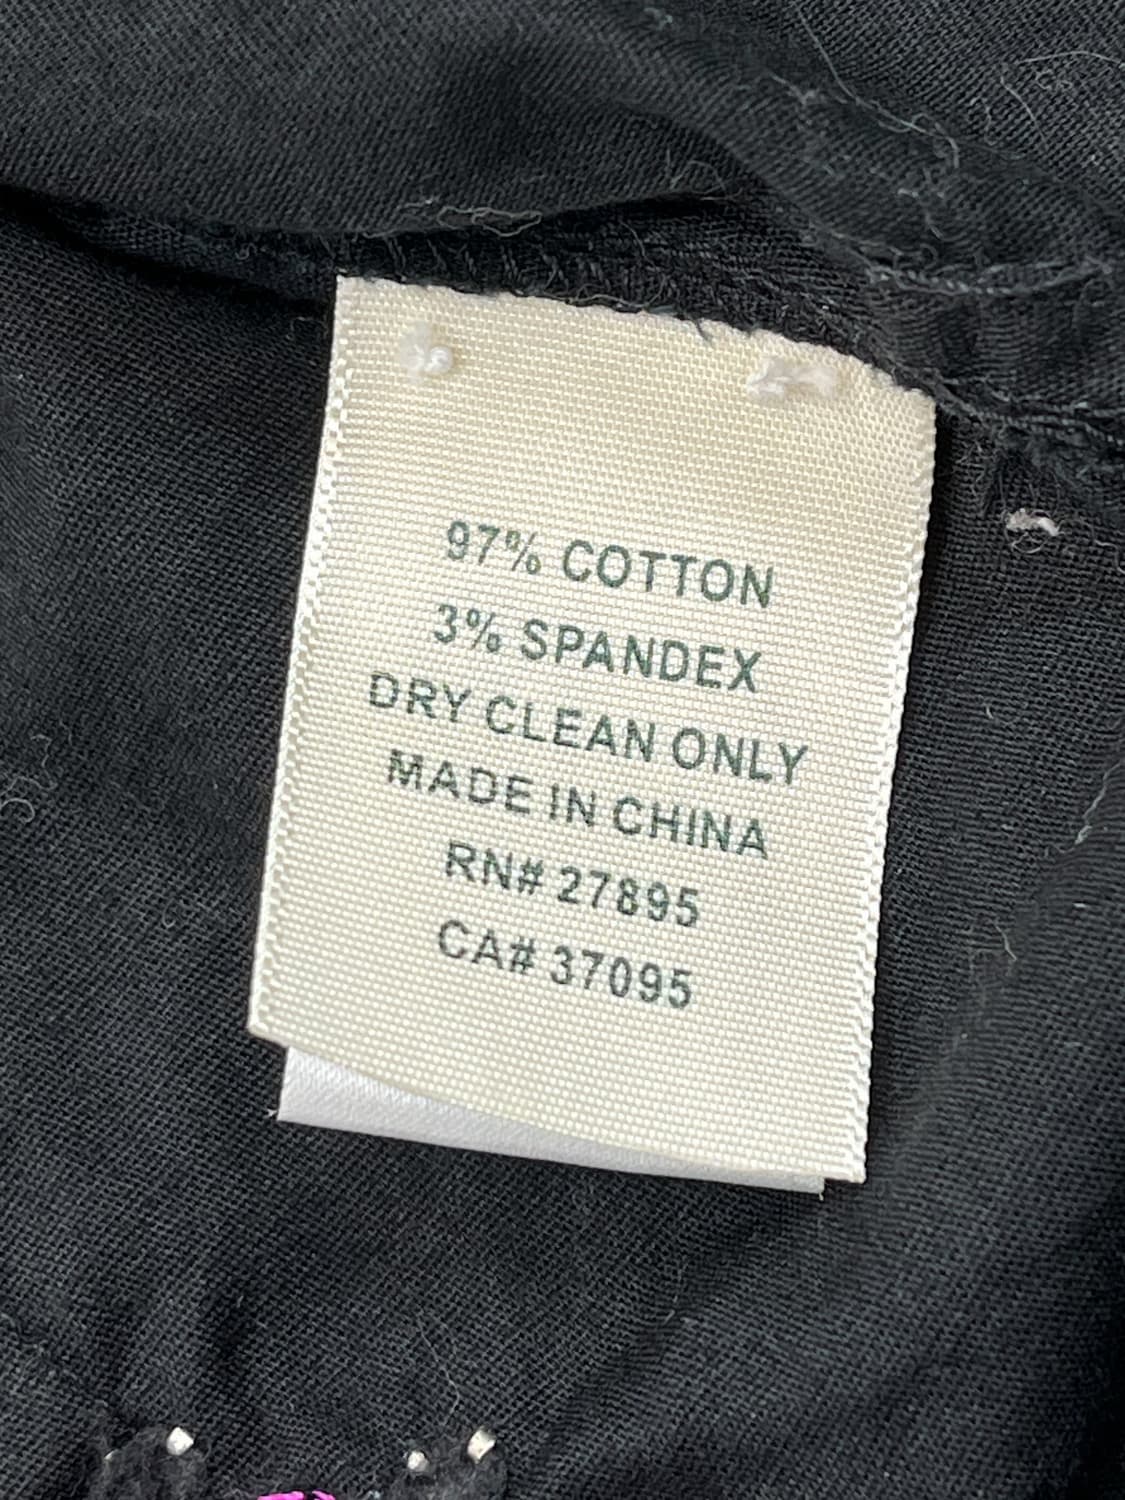 97% COTTON
3% SPANDEX
DRY CLEAN ONLY
MADE IN CHINA
RN# 27895
CA# 37095